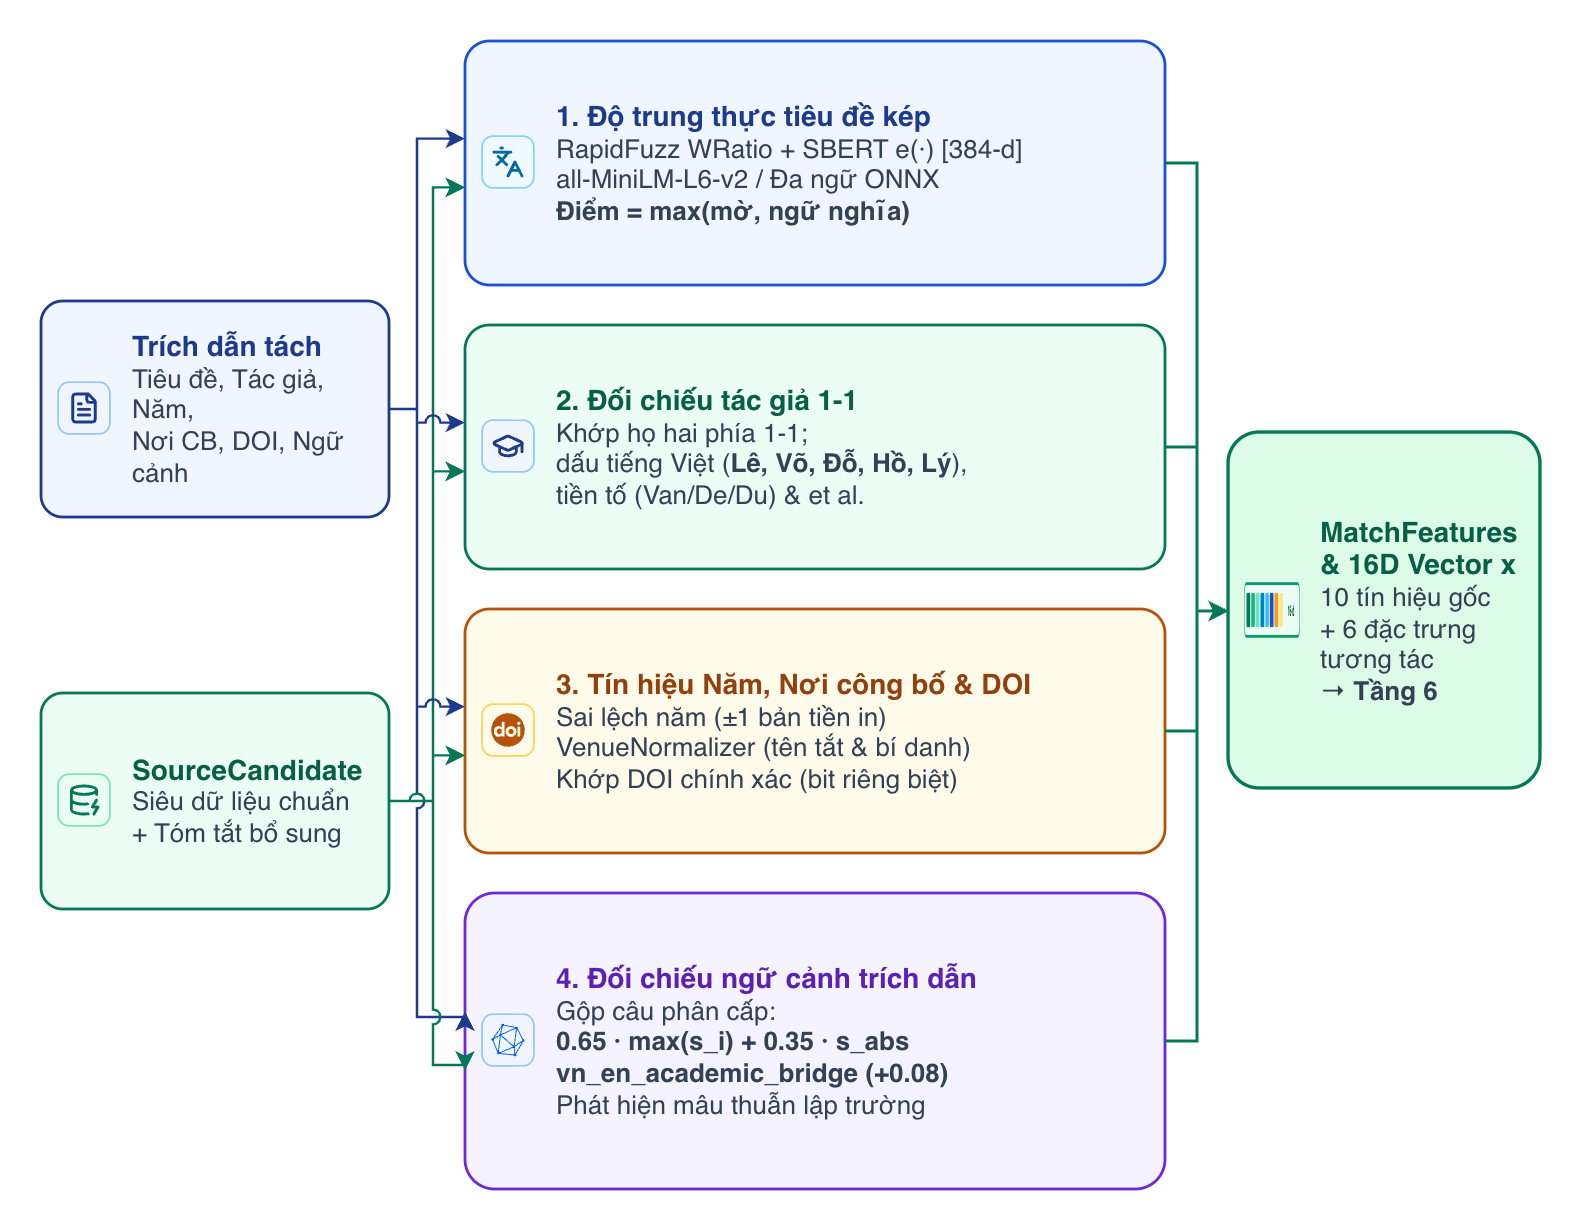 Trích dẫn tách
Tiêu đề, Tác giả,
Năm,
Nơi CB, DOI, Ngữ
cảnh
SourceCandidate
Siêu dữ liệu chuẩn
+ Tóm tắt bổ sung
1. Độ trung thực tiêu đề kép
RapidFuzz WRatio + SBERT e(·) [384-d]
all-MiniLM-L6-v2 / Đa ngữ ONNX
Điểm = max(mờ, ngữ nghĩa)
2. Đối chiếu tác giả 1-1
Khớp họ hai phía 1-1;
dấu tiếng Việt (Lê, Võ, Đỗ, Hồ, Lý),
tiền tố (Van/De/Du) & et al.
3. Tín hiệu Năm, Nơi công bố & DOI
doi
Sai lệch năm (±1 bản tiền in)
VenueNormalizer (tên tắt & bí danh)
Khớp DOI chính xác (bit riêng biệt)
4. Đối chiếu ngữ cảnh trích dẫn
Gộp câu phân cấp:
0.65 · max(s_i) + 0.35 · s_abs
vn_en_academic_bridge (+0.08)
Phát hiện mâu thuẫn lập trường
MatchFeatures
& 16D Vector x
10 tín hiệu gốc
+ 6 đặc trưng
tương tác
→ Tầng 6